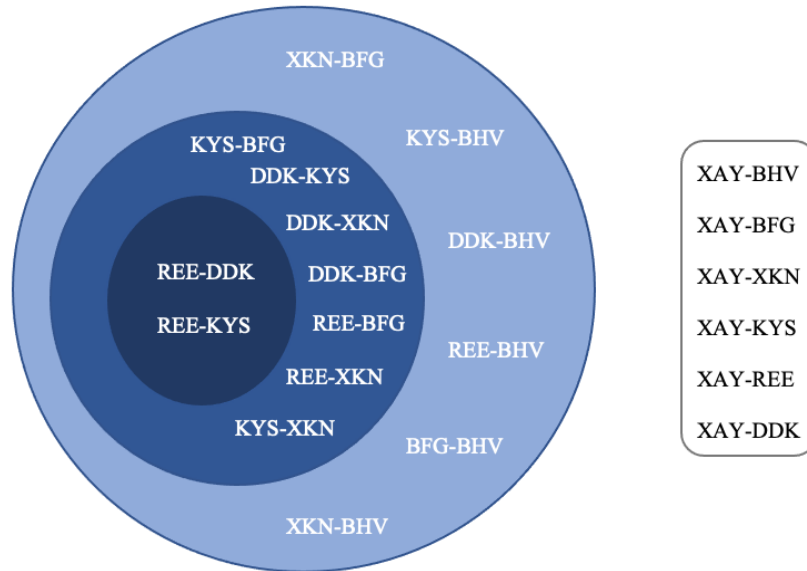 XKN-BFG
KYS-BHV
KYS-BFG
DDK-KYS
DDK-XKN
DDK-BHV
REE-DDK
DDK-BFG
REE-KYS
REE-BFG
REE-BHV
REE-XKN
KYS-XKN
BFG-BHV
XKN-BHV
XAY-BHV
XAY-BFG
XAY-XKN
XAY-KYS
XAY-REE
XAY-DDK